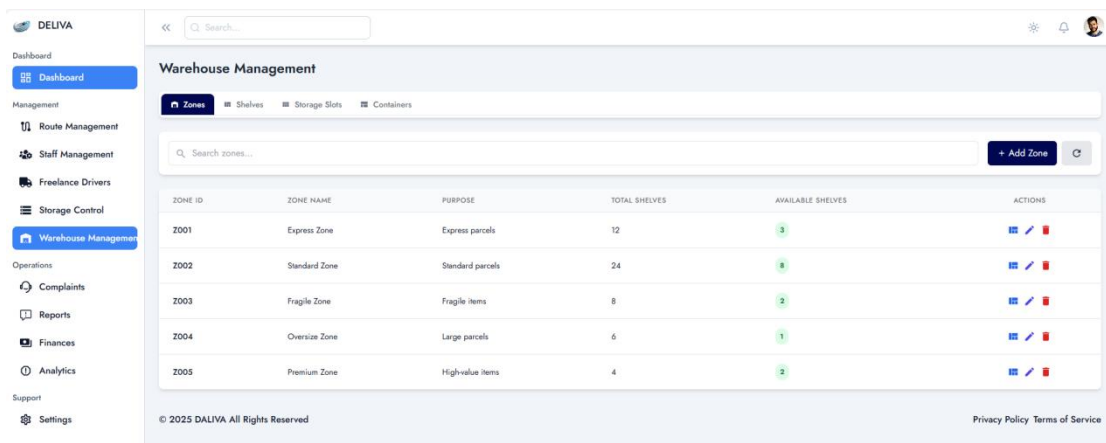 DELIVA
Search...
Dashboard
Dashboard
Management
Route Management
Staff Management
Freelance Drivers
Storage Control
Warehouse Managemen
Operations
Complaints
Reports
Finances
Analytics
Support
Settings
Warehouse Management
Zones Shelves Storage Slots Containers
Search zones... + Add Zone
ZONE ID ZONE NAME PURPOSE TOTAL SHELVES AVAILABLE SHELVES ACTIONS
Z001 Express Zone Express parcels 12 3
Z002 Standard Zone Standard parcels 24 8
Z003 Fragile Zone Fragile items 8 2
Z004 Oversize Zone Large parcels 6 1
Z005 Premium Zone High-value items 4 2
© 2025 DALIVA All Rights Reserved Privacy Policy Terms of Service